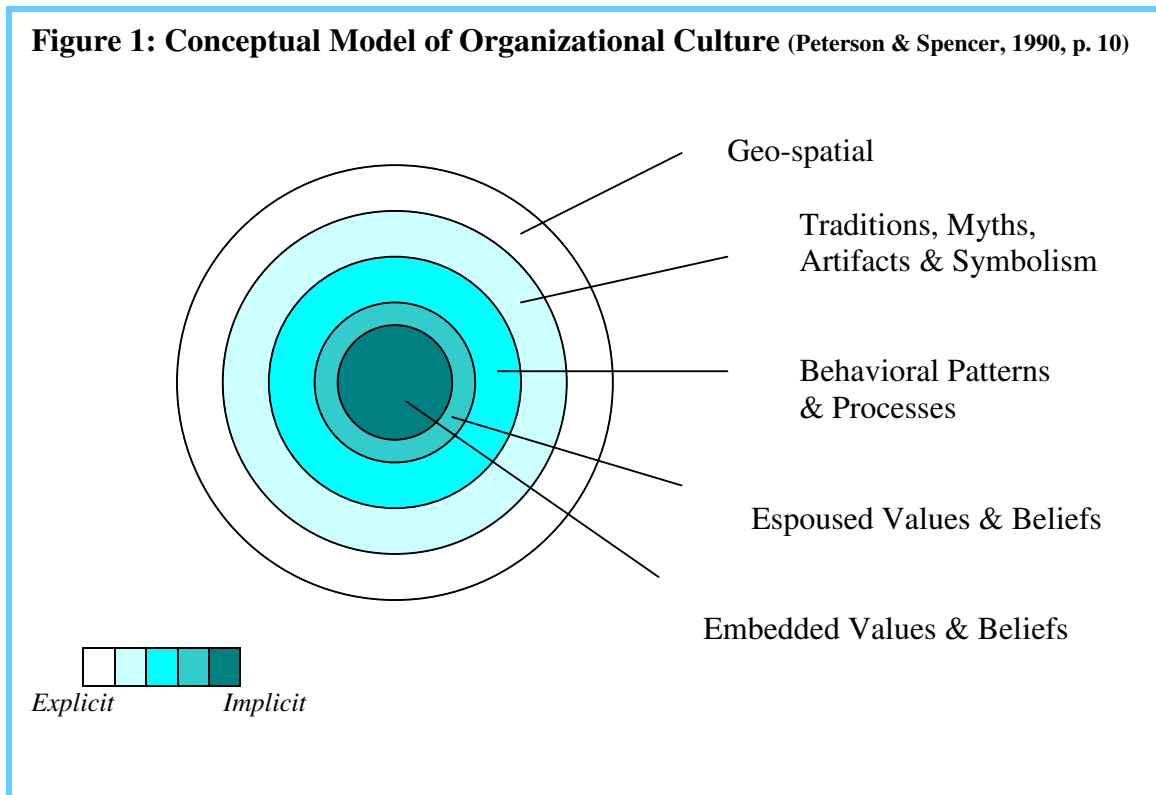 Figure 1: Conceptual Model of Organizational Culture (Peterson & Spencer, 1990, p. 10)
Geo-spatial
Traditions, Myths,
Artifacts & Symbolism
Behavioral Patterns
& Processes
Espoused Values & Beliefs
Embedded Values & Beliefs
Explicit Implicit